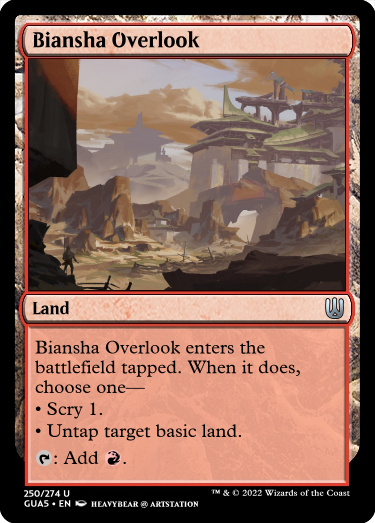 Biansha Overlook
Land
Biansha Overlook enters the
battlefield tapped. When it does,
choose one—
• Scry 1.
• Untap target basic land.
: Add .
250/274 U
GUA5 • EN HEAVYBEAR @ ARTSTATION
™ & © 2022 Wizards of the Coast